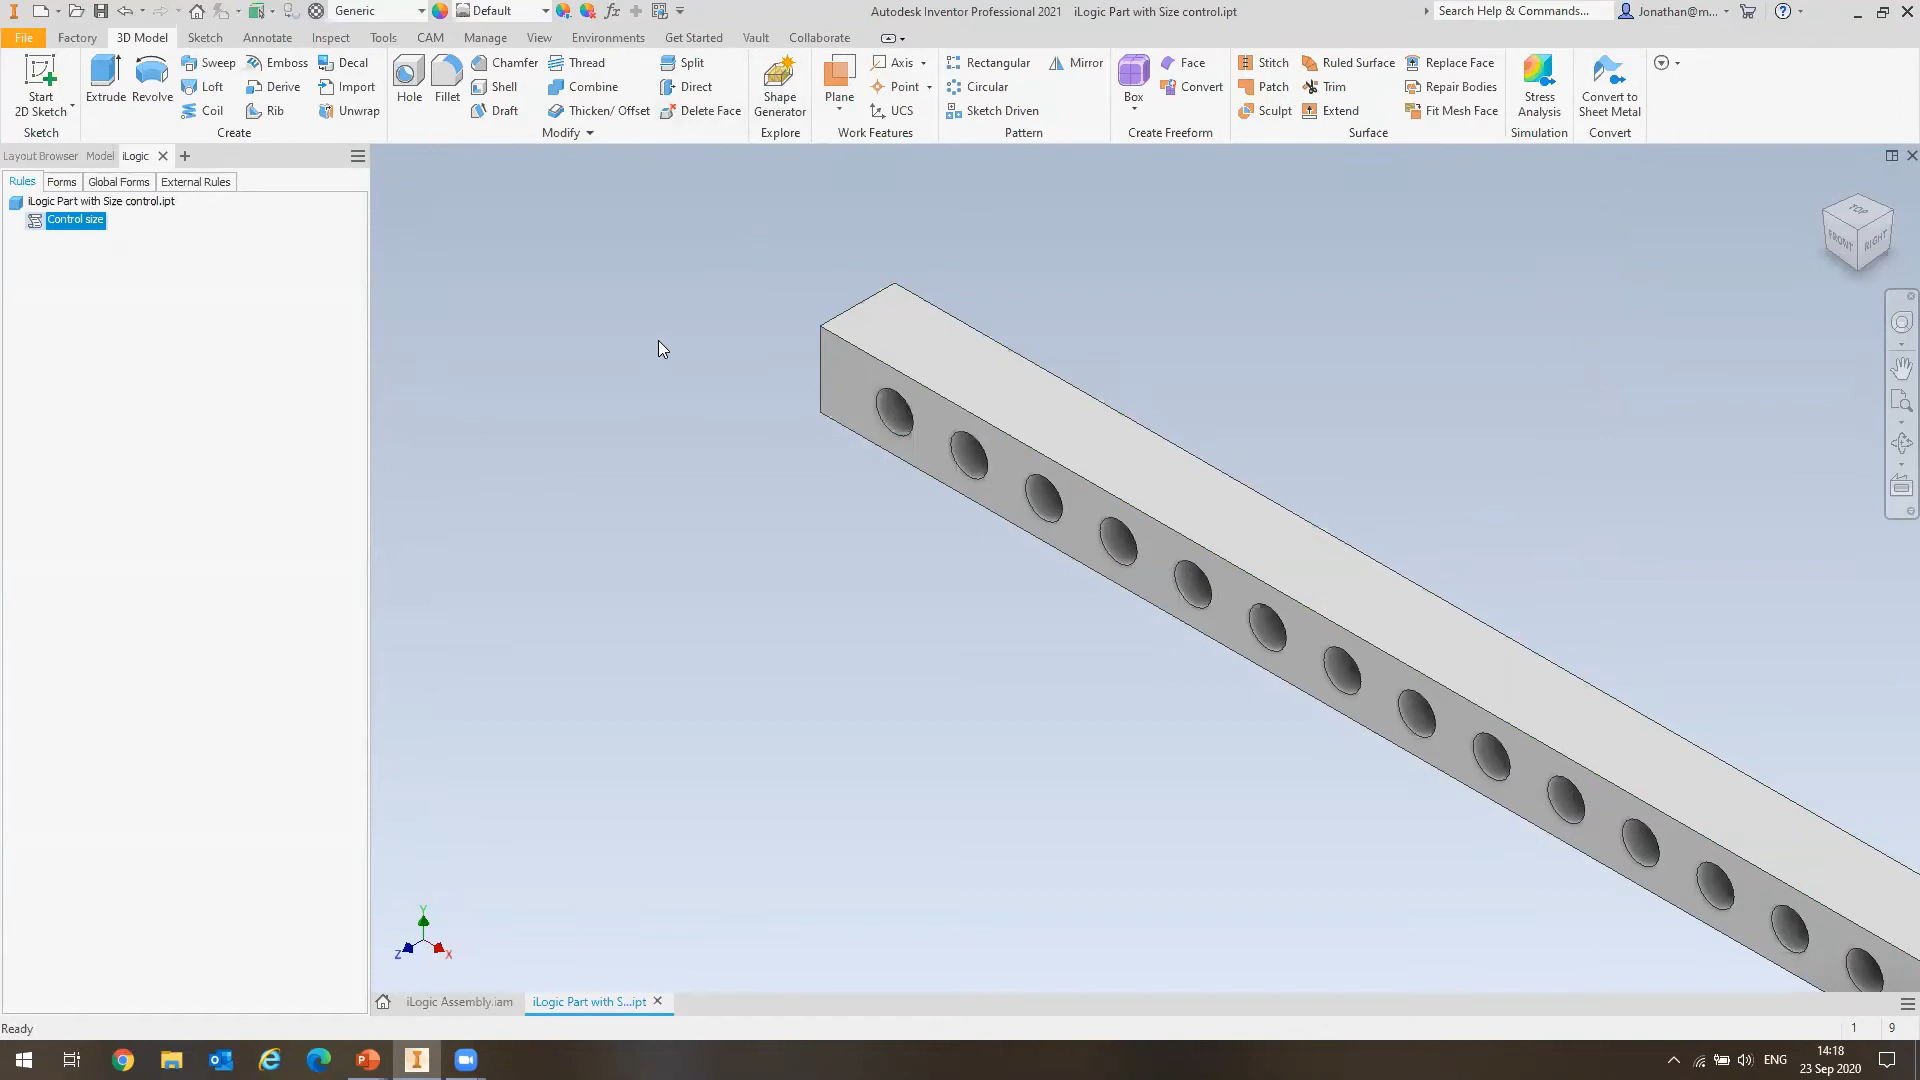 Generic Default Autodesk Inventor Professional 2021 iLogic Part with Size control.ipt Search Help & Commands... Jonathan@m...
File Factory 3D Model Sketch Annotate Inspect Tools CAM Manage View Environments Get Started Vault Collaborate
Sweep Emboss Decal Chamfer Thread Split Axis Rectangular Mirror Face Stitch Ruled Surface Replace Face
Loft Derive Import Shell Combine Direct Point Circular Convert Patch Trim Repair Bodies
Coil Rib Unwrap Draft Thicken/ Offset Delete Face UCS Sketch Driven Sculpt Extend Fit Mesh Face
Start
2D Sketch
Extrude Revolve Hole Fillet
Shape
Generator
Plane Box
Stress
Analysis
Convert to
Sheet Metal
Sketch Create Modify Explore Work Features Pattern Create Freeform Surface Simulation Convert
Layout Browser Model iLogic
Rules Forms Global Forms External Rules
iLogic Part with Size control.ipt
Control size
TOP
FRONT RIGHT
Y
Z X
iLogic Assembly.iam iLogic Part with S...ipt
Ready 1 9
ENG 14:18
23 Sep 2020